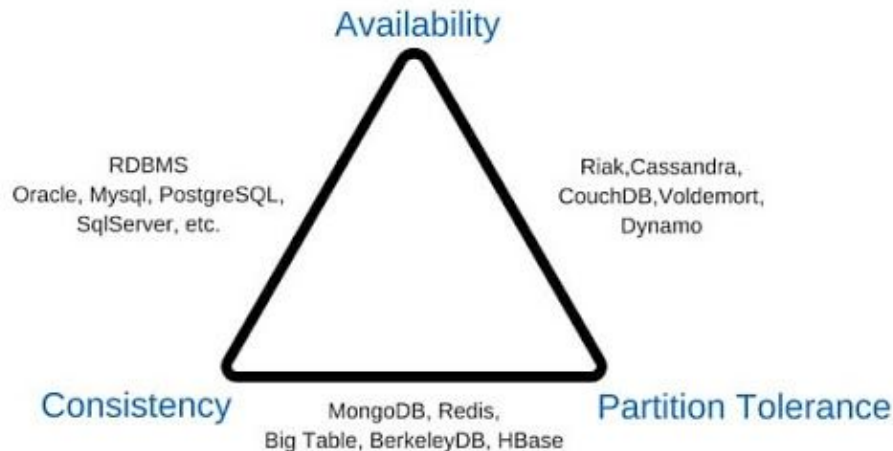 Availability
RDBMS
Oracle, Mysql, PostgreSQL,
SqlServer, etc.
Riak,Cassandra,
CouchDB,Voldemort,
Dynamo
Consistency
MongoDB, Redis,
Big Table, BerkeleyDB, HBase
Partition Tolerance